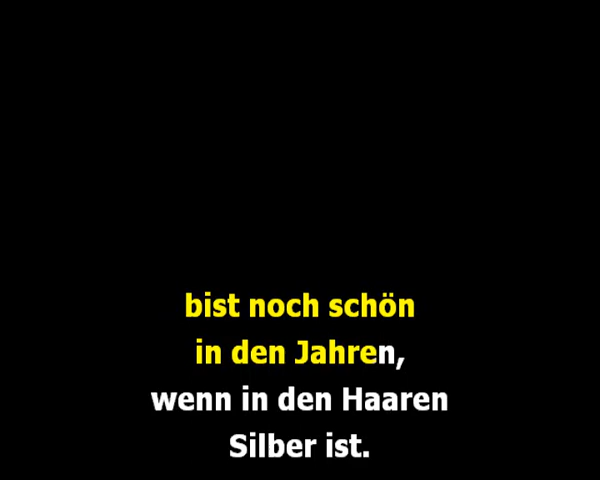 bist noch schön
in den Jahren,
wenn in den Haaren
Silber ist.